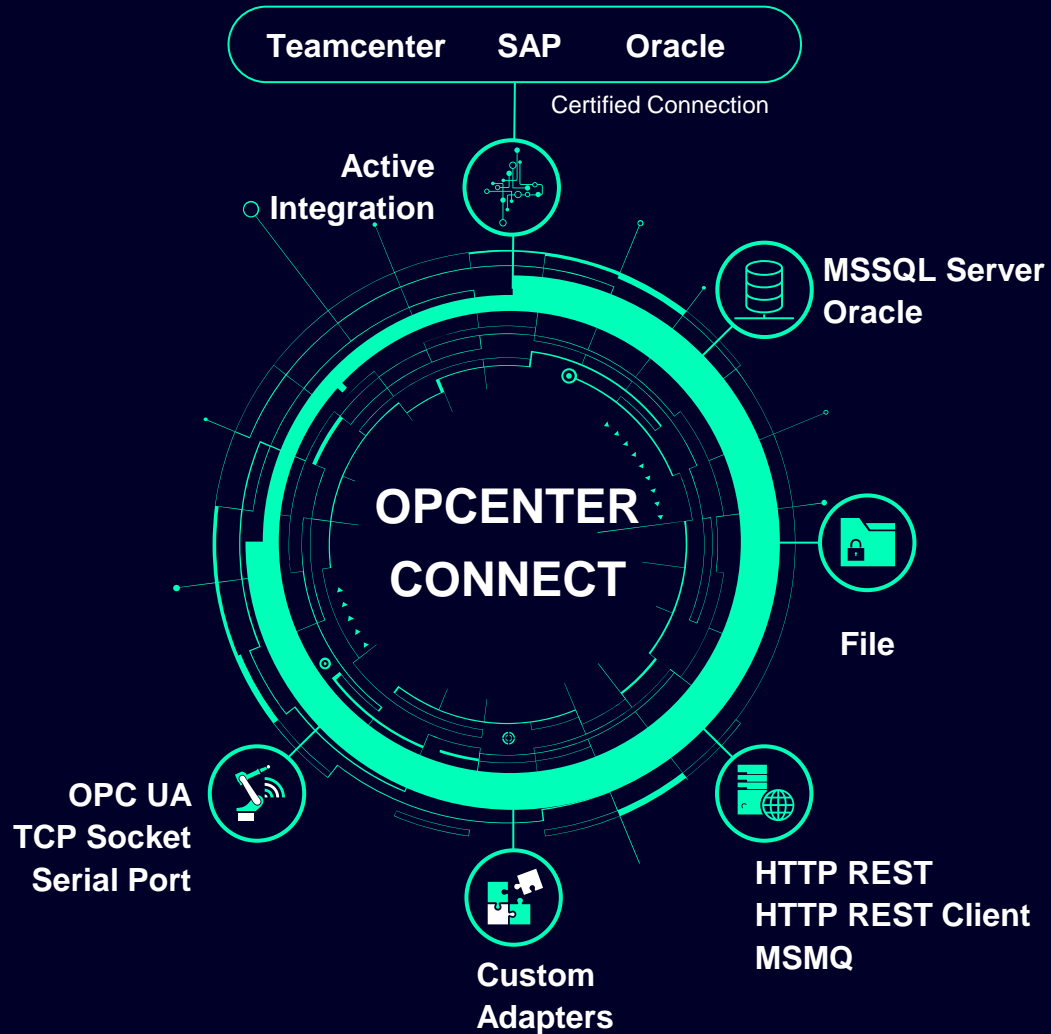 Teamcenter SAP Oracle
Certified Connection
Active
Integration
MSSQL Server
Oracle
OPCENTER
CONNECT
File
OPC UA
TCP Socket
Serial Port
HTTP REST
HTTP REST Client
MSMQ
Custom
Adapters